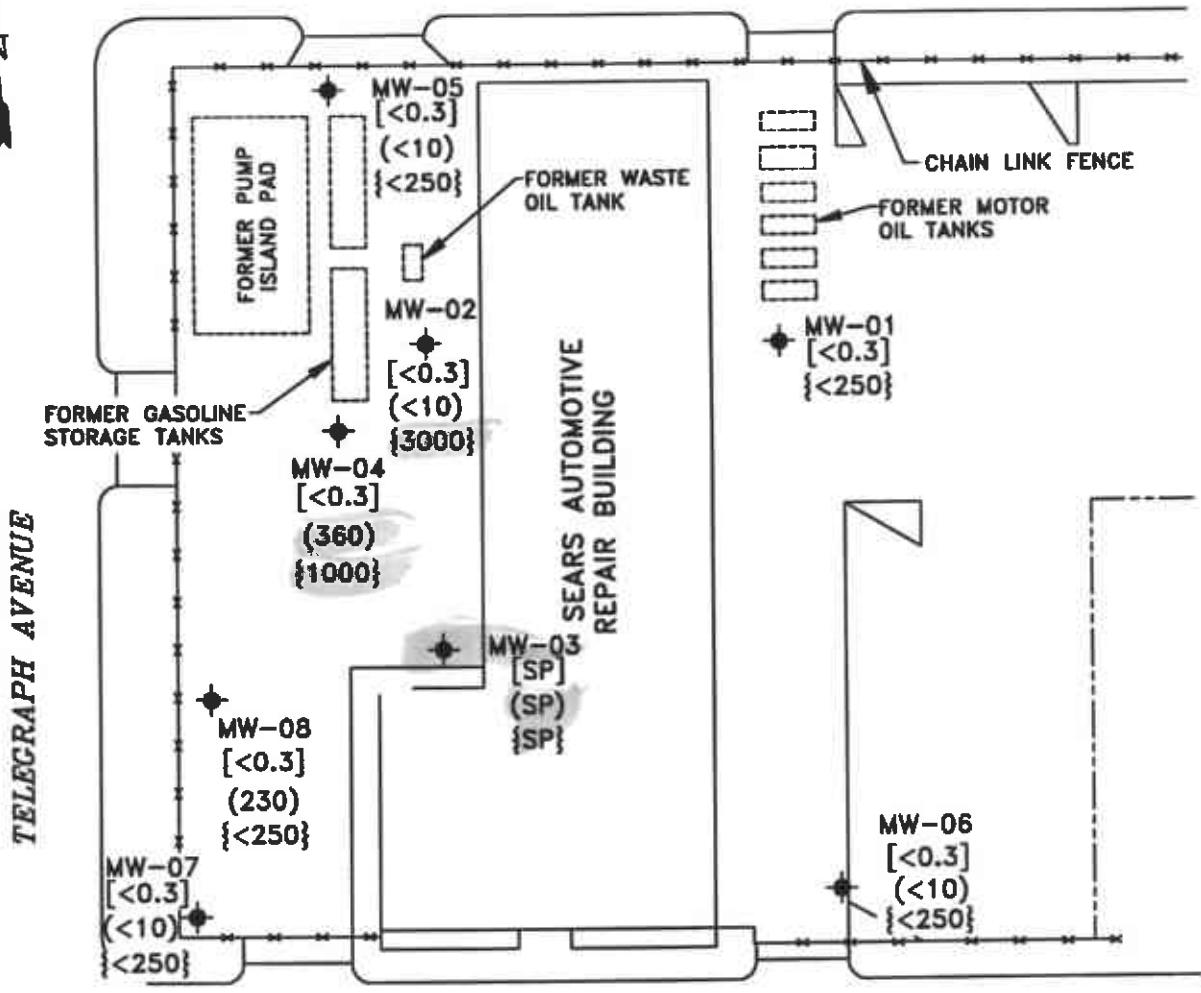 N
MW-05
[<0.3]
(<10)
{<250}
FORMER PUMP
ISLAND PAD
FORMER WASTE
OIL TANK
CHAIN LINK FENCE
FORMER MOTOR
OIL TANKS
MW-02
[<0.3]
(<10)
{3000}
MW-01
[<0.3]
{<250}
FORMER GASOLINE
STORAGE TANKS
MW-04
[<0.3]
(360)
{1000}
SEARS AUTOMOTIVE
REPAIR BUILDING
TELEGRAPH AVENUE
MW-03
[SP]
(SP)
{SP}
MW-08
[<0.3]
(230)
{<250}
MW-07
[<0.3]
(<10)
{<250}
MW-06
[<0.3]
(<10)
{<250}